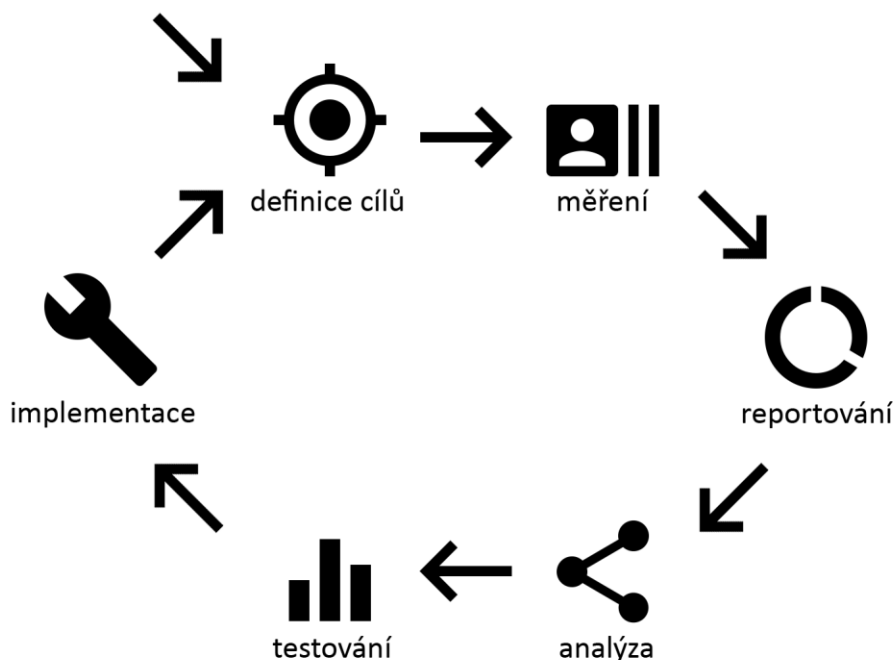 definice cílů
měření
reportování
analýza
testování
implementace